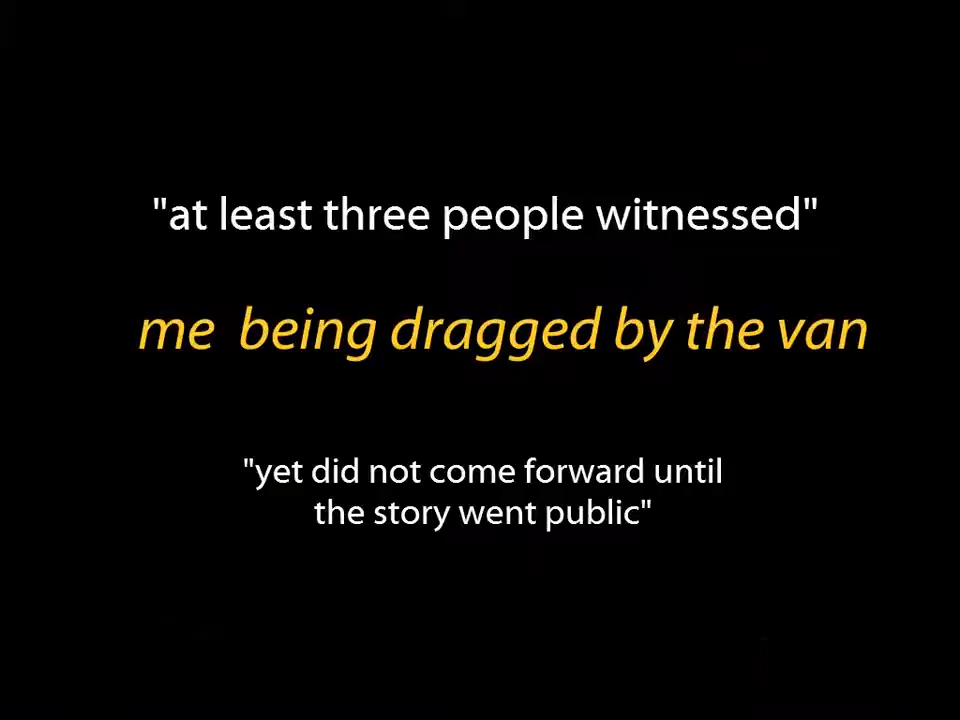 "at least three people witnessed"
me being dragged by the van
"yet did not come forward until
the story went public"